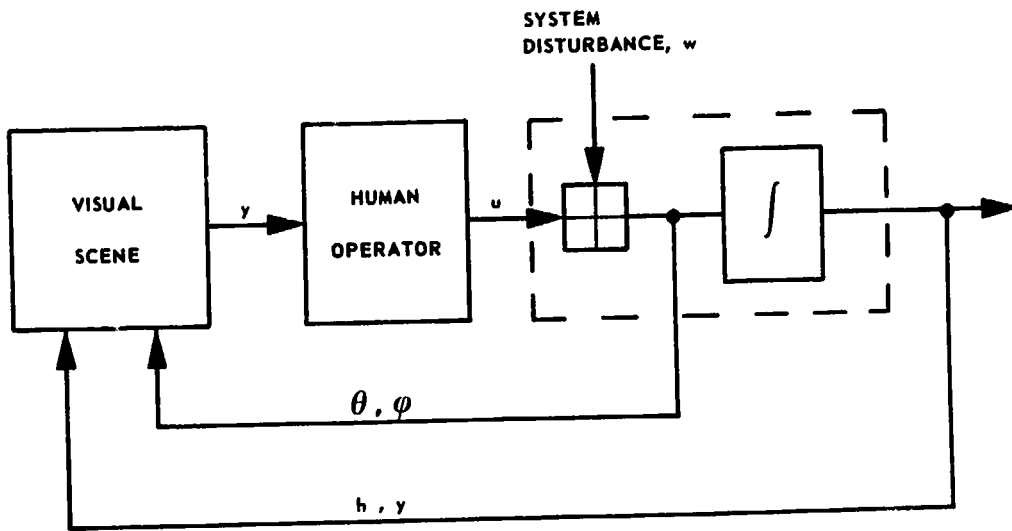 SYSTEM
DISTURBANCE, w
VISUAL
SCENE
y
HUMAN
OPERATOR
u
∫
θ, φ
h, y